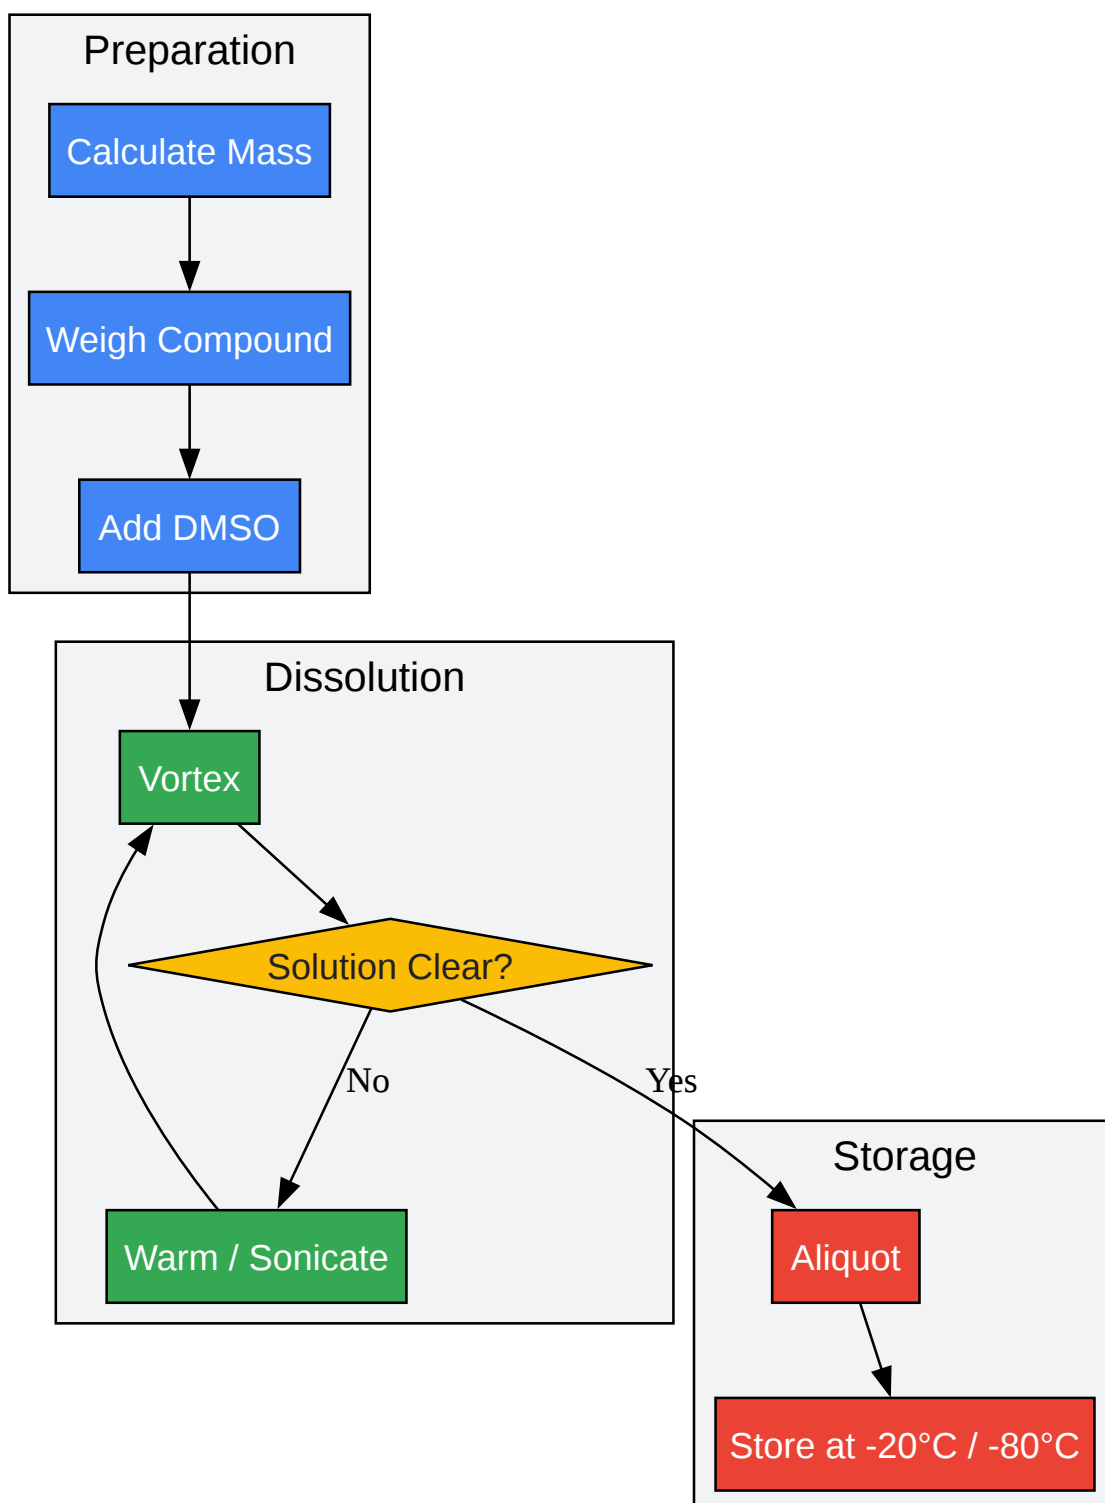 Preparation
Calculate Mass
Weigh Compound
Add DMSO
Dissolution
Vortex
Solution Clear?
No
Yes
Warm / Sonicate
Storage
Aliquot
Store at -20°C / -80°C